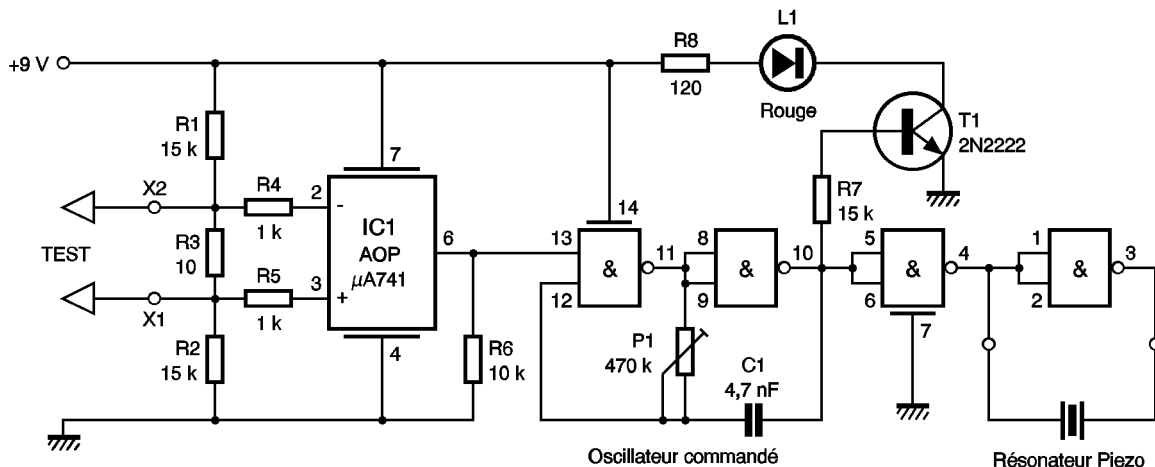 L1
R8
+9 V
120
Rouge
R1
15 k
T1
2N2222
7
X2
R4
2
-
R7
15 k
14
1 k
IC1
AOP
µA741
6
TEST
R3
10
13
&
11
8
&
10
5
&
4
1
&
3
R5
3
+
12
9
6
2
X1
1 k
7
R2
15 k
4
R6
10 k
P1
470 k
C1
4,7 nF
Oscillateur commandé
Résonateur Piezo